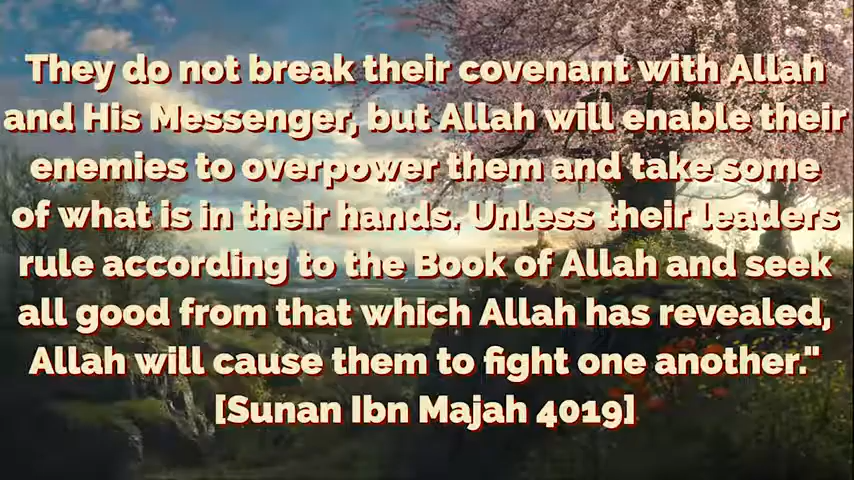 They do not break their covenant with Allah
and His Messenger, but Allah will enable their
enemies to overpower them and take some
of what is in their hands. Unless their leaders
rule according to the Book of Allah and seek
all good from that which Allah has revealed,
Allah will cause them to fight one another."
[Sunan Ibn Majah 4019]